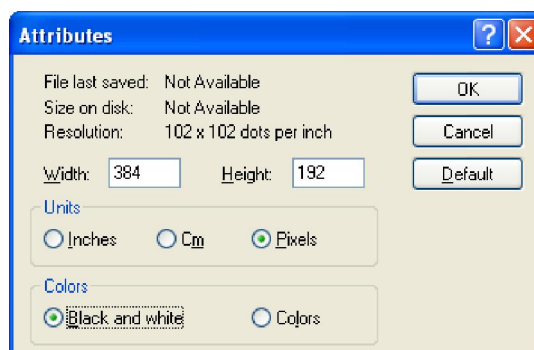 Attributes
File last saved: Not Available
Size on disk: Not Available
Resolution: 102 x 102 dots per inch
Width: 384 Height: 192
Units
Inches Cm Pixels
Colors
Black and white Colors
OK
Cancel
Default